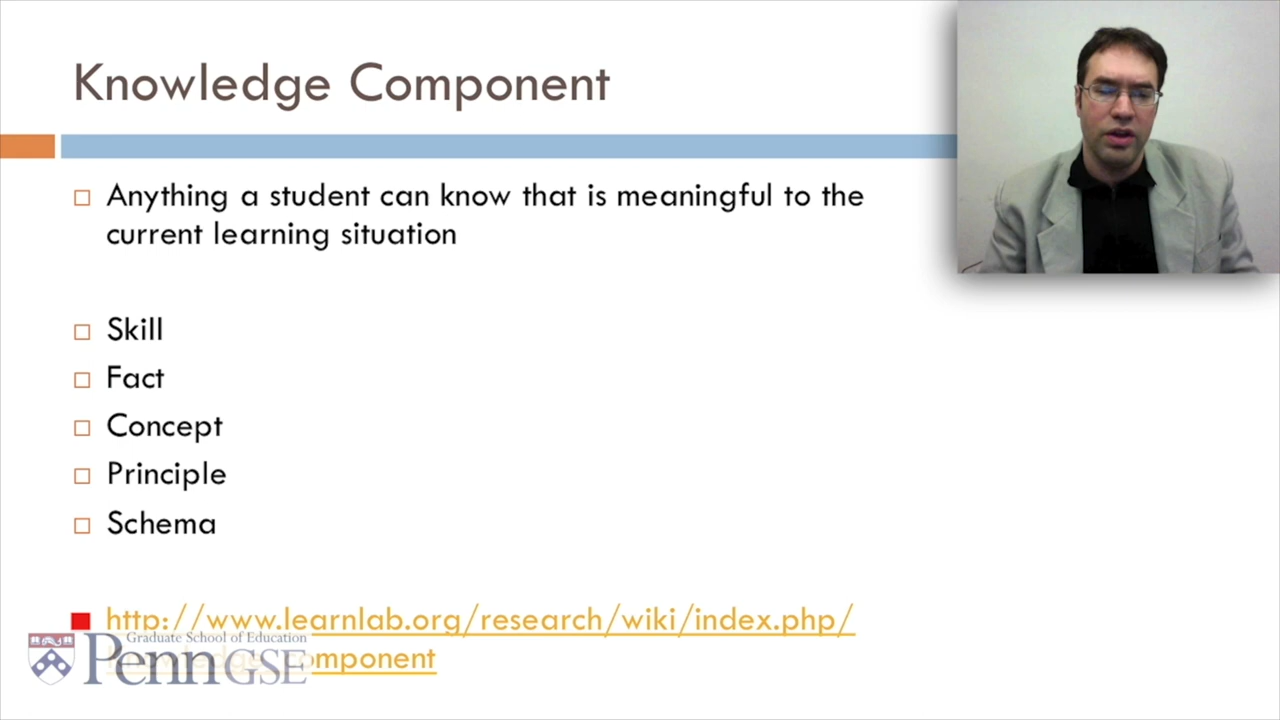 Knowledge Component
Anything a student can know that is meaningful to the
current learning situation
Skill
Fact
Concept
Principle
Schema
http://www.learnlab.org/research/wiki/index.php/
Knowledge_component
Graduate School of Education
PennGSE